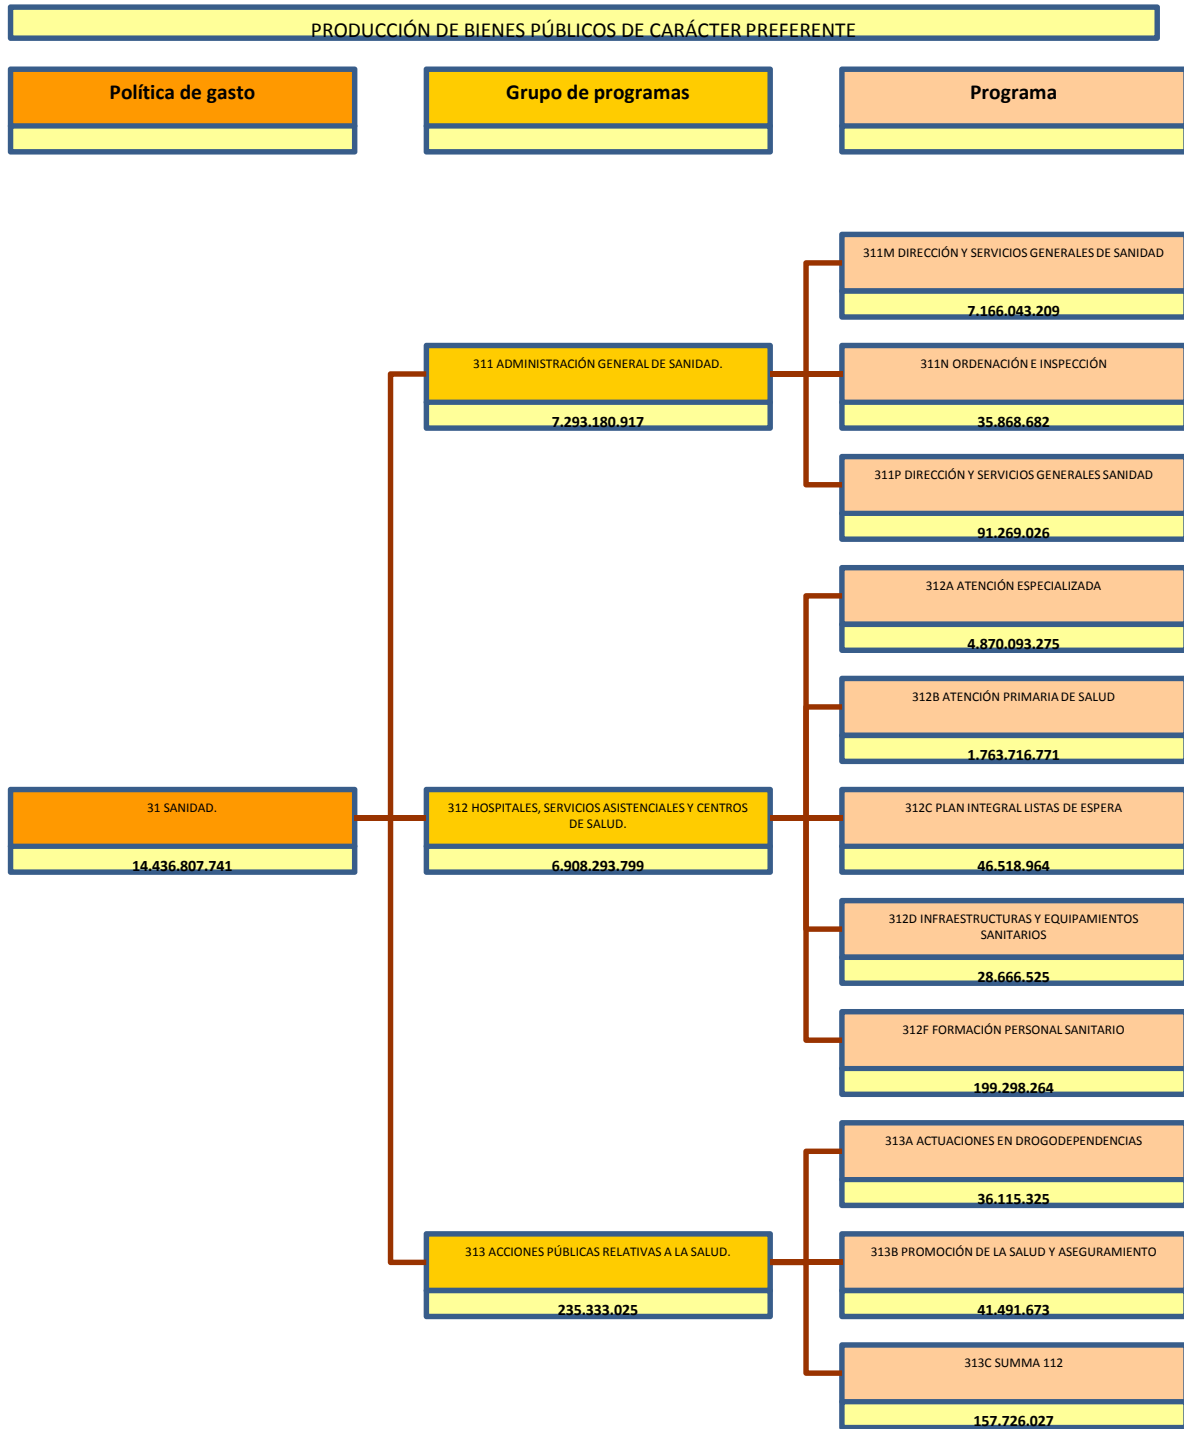 PRODUCCIÓN DE BIENES PÚBLICOS DE CARÁCTER PREFERENTE
Política de gasto
Grupo de programas
Programa
311M DIRECCIÓN Y SERVICIOS GENERALES DE SANIDAD
7.166.043.209
311 ADMINISTRACIÓN GENERAL DE SANIDAD.
7.293.180.917
311N ORDENACIÓN E INSPECCIÓN
35.868.682
311P DIRECCIÓN Y SERVICIOS GENERALES SANIDAD
91.269.026
312A ATENCIÓN ESPECIALIZADA
4.870.093.275
312B ATENCIÓN PRIMARIA DE SALUD
1.763.716.771
31 SANIDAD.
14.436.807.741
312 HOSPITALES, SERVICIOS ASISTENCIALES Y CENTROS
DE SALUD.
6.908.293.799
312C PLAN INTEGRAL LISTAS DE ESPERA
46.518.964
312D INFRAESTRUCTURAS Y EQUIPAMIENTOS
SANITARIOS
28.666.525
312F FORMACIÓN PERSONAL SANITARIO
199.298.264
313A ACTUACIONES EN DROGODEPENDENCIAS
36.115.325
313 ACCIONES PÚBLICAS RELATIVAS A LA SALUD.
235.333.025
313B PROMOCIÓN DE LA SALUD Y ASEGURAMIENTO
41.491.673
313C SUMMA 112
157.726.027